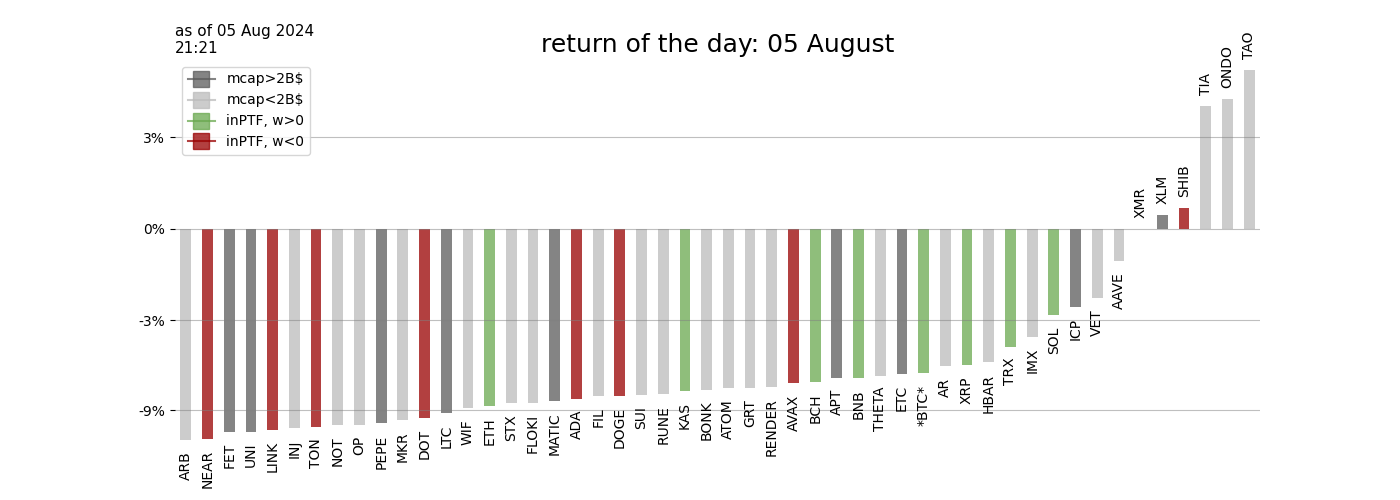 as of 05 Aug 2024
21:21
return of the day: 05 August
mcap>2B$
mcap<2B$
inPTF, w>0
inPTF, w<0
3%
0%
-3%
-9%
ARB
NEAR
FET
UNI
LINK
INJ
TON
NOT
OP
PEPE
MKR
DOT
LTC
WIF
ETH
STX
FLOKI
MATIC
ADA
FIL
DOGE
SUI
RUNE
KAS
BONK
ATOM
GRT
RENDER
AVAX
BCH
APT
BNB
THETA
ETC
*BTC*
AR
XRP
HBAR
TRX
IMX
SOL
ICP
VET
AAVE
XMR
XLM
SHIB
TIA
ONDO
TAO